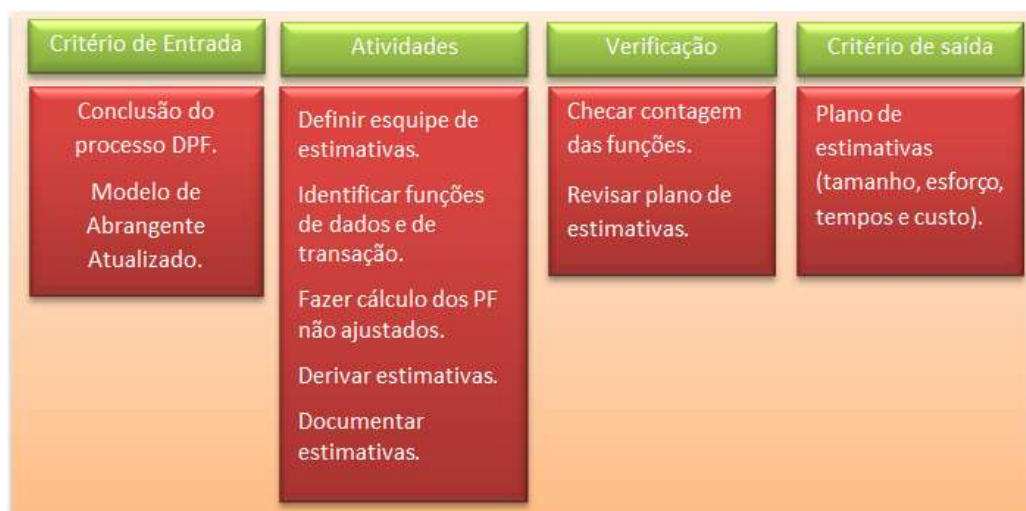 Critério de Entrada
Conclusão do
processo DPF.
Modelo de
Abrangente
Atualizado.
Atividades
Definir esquipe de
estimativas.
Identificar funções
de dados e de
transação.
Fazer cálculo dos PF
não ajustados.
Derivar estimativas.
Documentar
estimativas.
Verificação
Checar contagem
das funções.
Revisar plano de
estimativas.
Critério de saída
Plano de
estimativas
(tamanho, esforço,
tempos e custo).